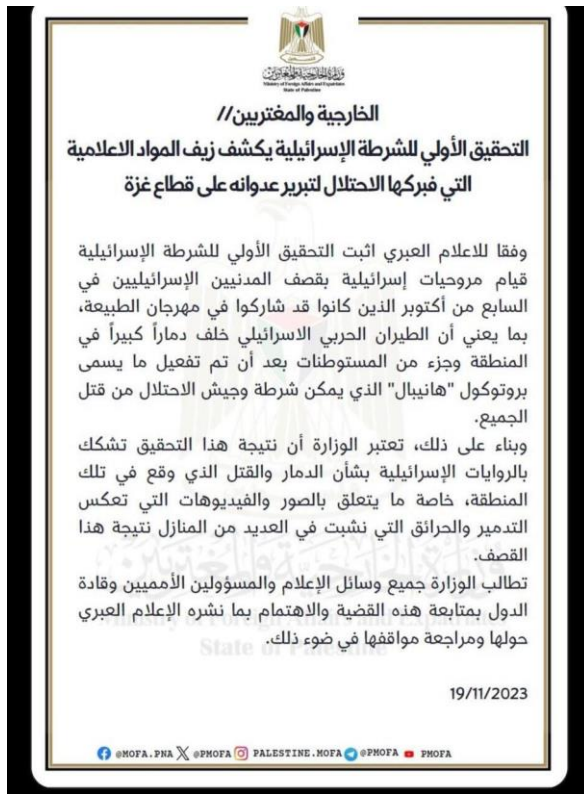 وزارة الخارجية والمغتربين
Ministry of Foreign Affairs and Expatriates
State of Palestine
الخارجية والمغتربين//
التحقيق الأولي للشرطة الإسرائيلية يكشف زيف المواد الاعلامية
التي فبركها الاحتلال لتبرير عدوانه على قطاع غزة
وفقا للاعلام العبري اثبت التحقيق الأولي للشرطة الإسرائيلية
قيام مروحيات إسرائيلية بقصف المدنيين الإسرائيليين في
السابع من أكتوبر الذين كانوا قد شاركوا في مهرجان الطبيعة،
بما يعني أن الطيران الحربي الاسرائيلي خلف دماراً كبيراً في
المنطقة وجزء من المستوطنات بعد أن تم تفعيل ما يسمى
بروتوكول "هانيبال" الذي يمكن شرطة وجيش الاحتلال من قتل
الجميع.
وبناء على ذلك، تعتبر الوزارة أن نتيجة هذا التحقيق تشكك
بالروايات الإسرائيلية بشأن الدمار والقتل الذي وقع في تلك
المنطقة، خاصة ما يتعلق بالصور والفيديوهات التي تعكس
التدمير والحرائق التي نشبت في العديد من المنازل نتيجة هذا
القصف.
تطالب الوزارة جميع وسائل الإعلام والمسؤولين الأمميين وقادة
الدول بمتابعة هذه القضية والاهتمام بما نشره الإعلام العبري
حولها ومراجعة مواقفها في ضوء ذلك.
19/11/2023
@MOFA.PNA @PMOFA PALESTINE.MOFA @PMOFA PMOFA